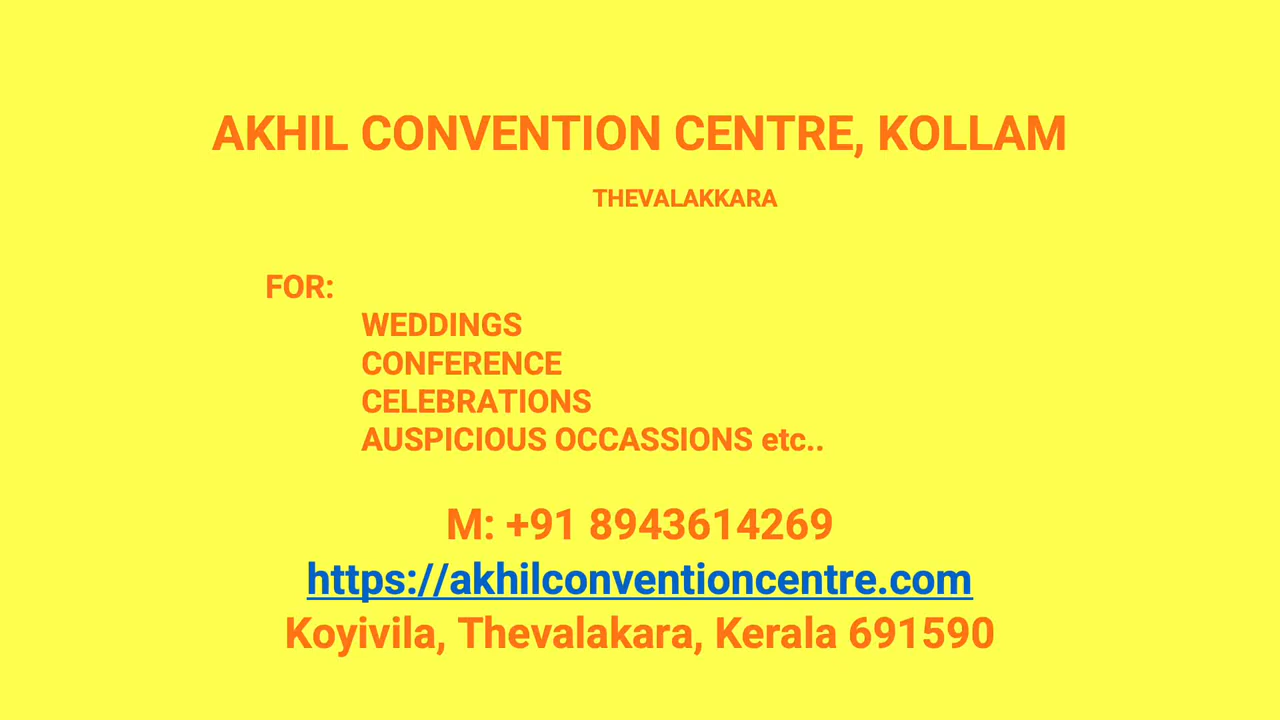 AKHIL CONVENTION CENTRE, KOLLAM
THEVALAKKARA
FOR:
WEDDINGS
CONFERENCE
CELEBRATIONS
AUSPICIOUS OCCASSIONS etc..
M: +91 8943614269
https://akhilconventioncentre.com
Koyivila, Thevalakara, Kerala 691590